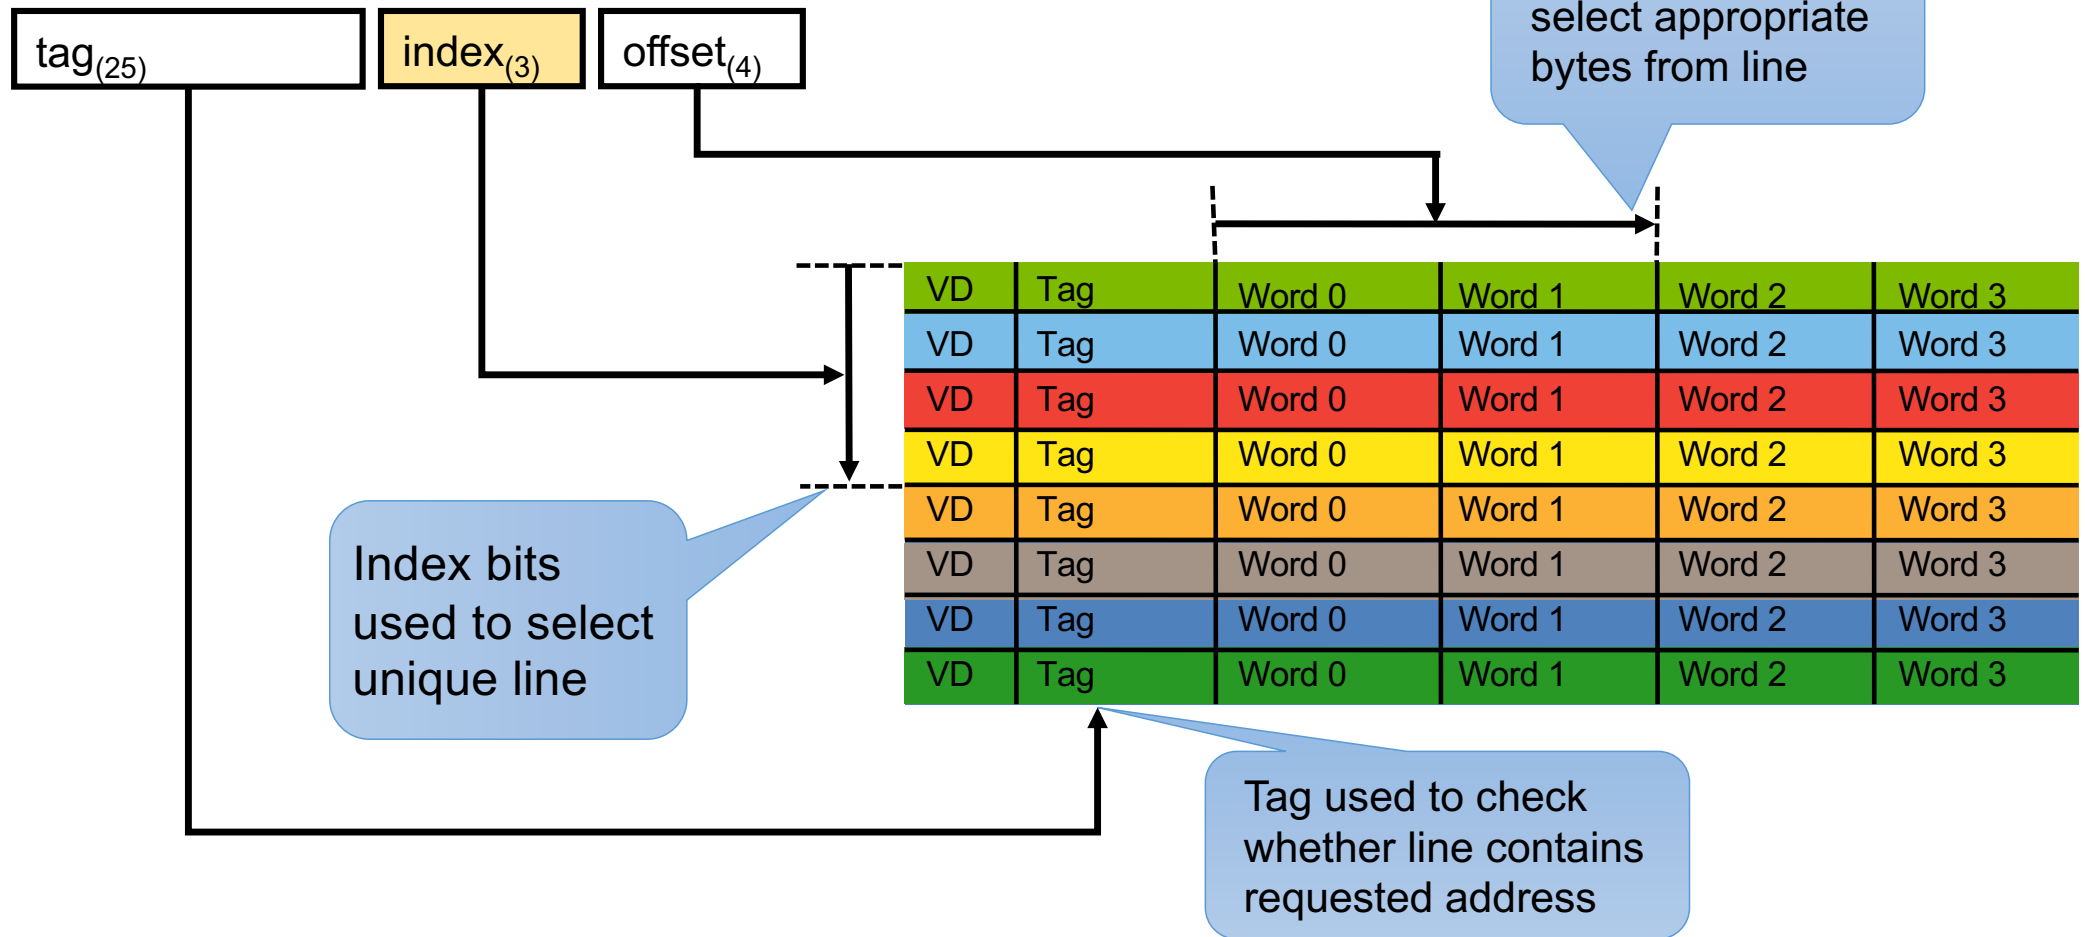 select appropriate
bytes from line
tag(25) index(3) offset(4)
VD Tag Word 0 Word 1 Word 2 Word 3
VD Tag Word 0 Word 1 Word 2 Word 3
VD Tag Word 0 Word 1 Word 2 Word 3
VD Tag Word 0 Word 1 Word 2 Word 3
VD Tag Word 0 Word 1 Word 2 Word 3
VD Tag Word 0 Word 1 Word 2 Word 3
VD Tag Word 0 Word 1 Word 2 Word 3
VD Tag Word 0 Word 1 Word 2 Word 3
Index bits
used to select
unique line
Tag used to check
whether line contains
requested address